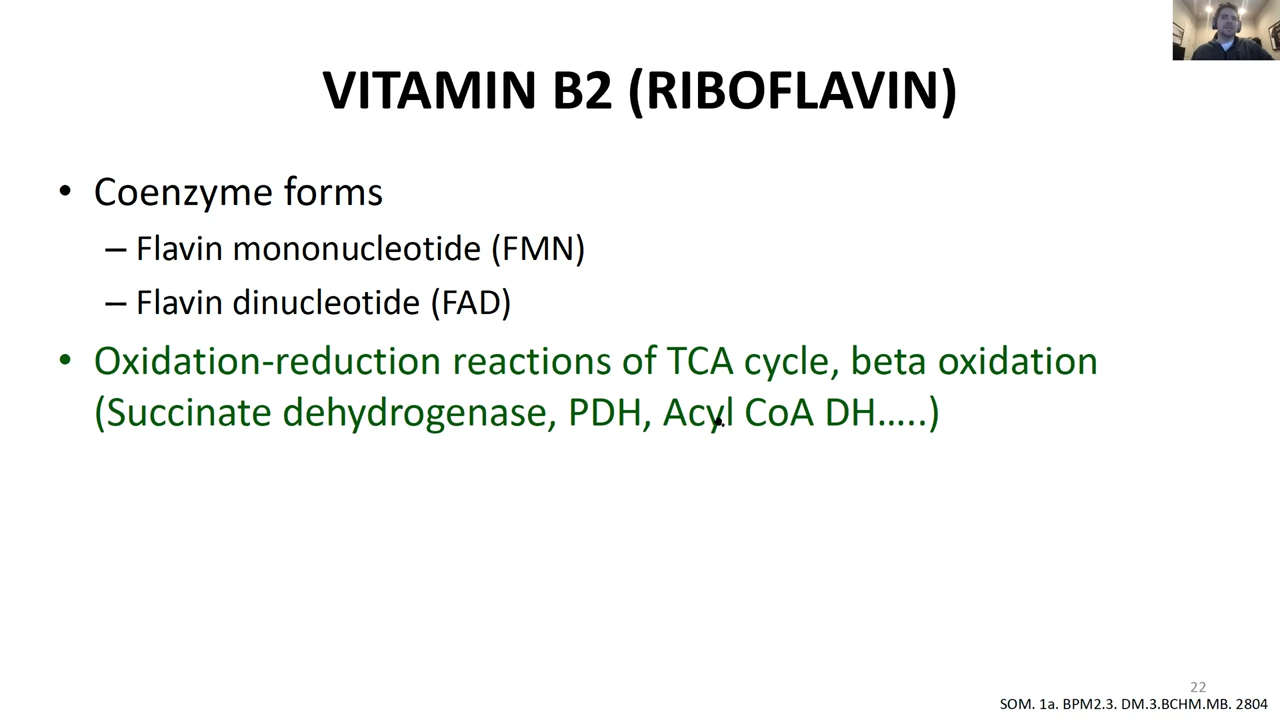 VITAMIN B2 (RIBOFLAVIN)
• Coenzyme forms
– Flavin mononucleotide (FMN)
– Flavin dinucleotide (FAD)
• Oxidation-reduction reactions of TCA cycle, beta oxidation
(Succinate dehydrogenase, PDH, Acyl CoA DH…..)
22
SOM. 1a. BPM2.3. DM.3.BCHM.MB. 2804